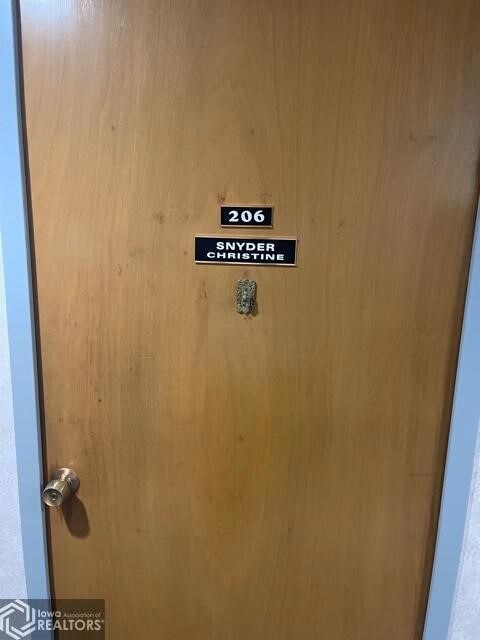 206
SNYDER
CHRISTINE
Iowa Association of
REALTORS®